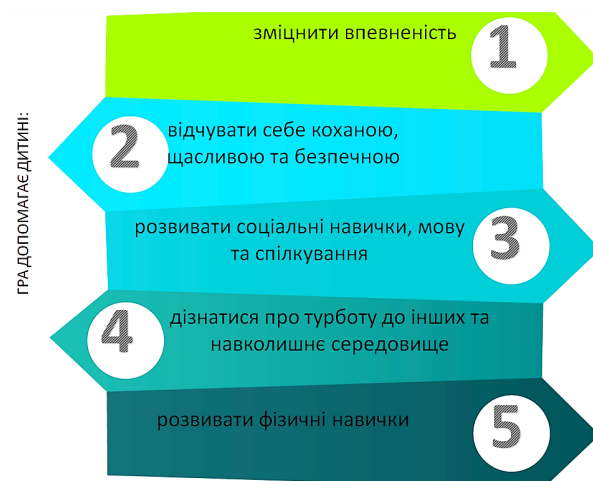 ГРА ДОПОМАГАЄ ДИТИНІ:
зміцнити впевненість
1
2
відчувати себе коханою,
щасливою та безпечною
розвивати соціальні навички, мову
та спілкування
3
4
дізнатися про турботу до інших та
навколишнє середовище
розвивати фізичні навички
5